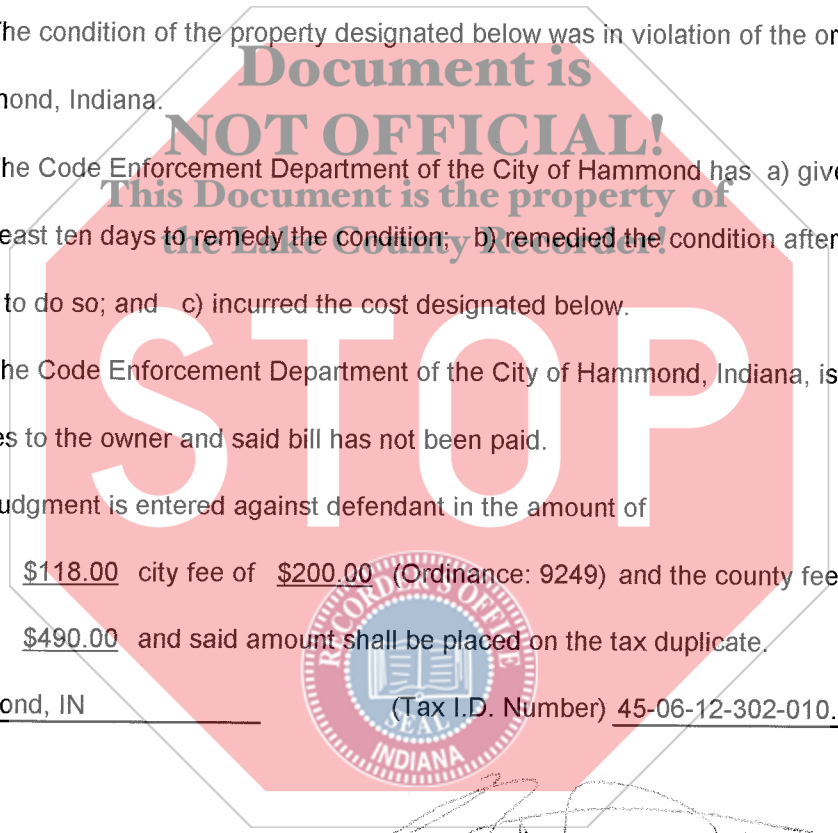 The condition of the property designated below was in violation of the or
Document is
mond, Indiana.
NOT OFFICIAL!
The Code Enforcement Department of the City of Hammond has a) give
This Document is the property of
east ten days to remedy the condition; b) remedied the condition after
the Lake County Recorder!
to do so; and c) incurred the cost designated below.
STOP
he Code Enforcement Department of the City of Hammond, Indiana, is
es to the owner and said bill has not been paid.
udgment is entered against defendant in the amount of
$118.00 city fee of $200.00 (Ordinance: 9249) and the county fee
$490.00 and said amount shall be placed on the tax duplicate.
RECORDER'S OFFICE
ond, IN (Tax I.D. Number) 45-06-12-302-010.
SEAL
INDIANA